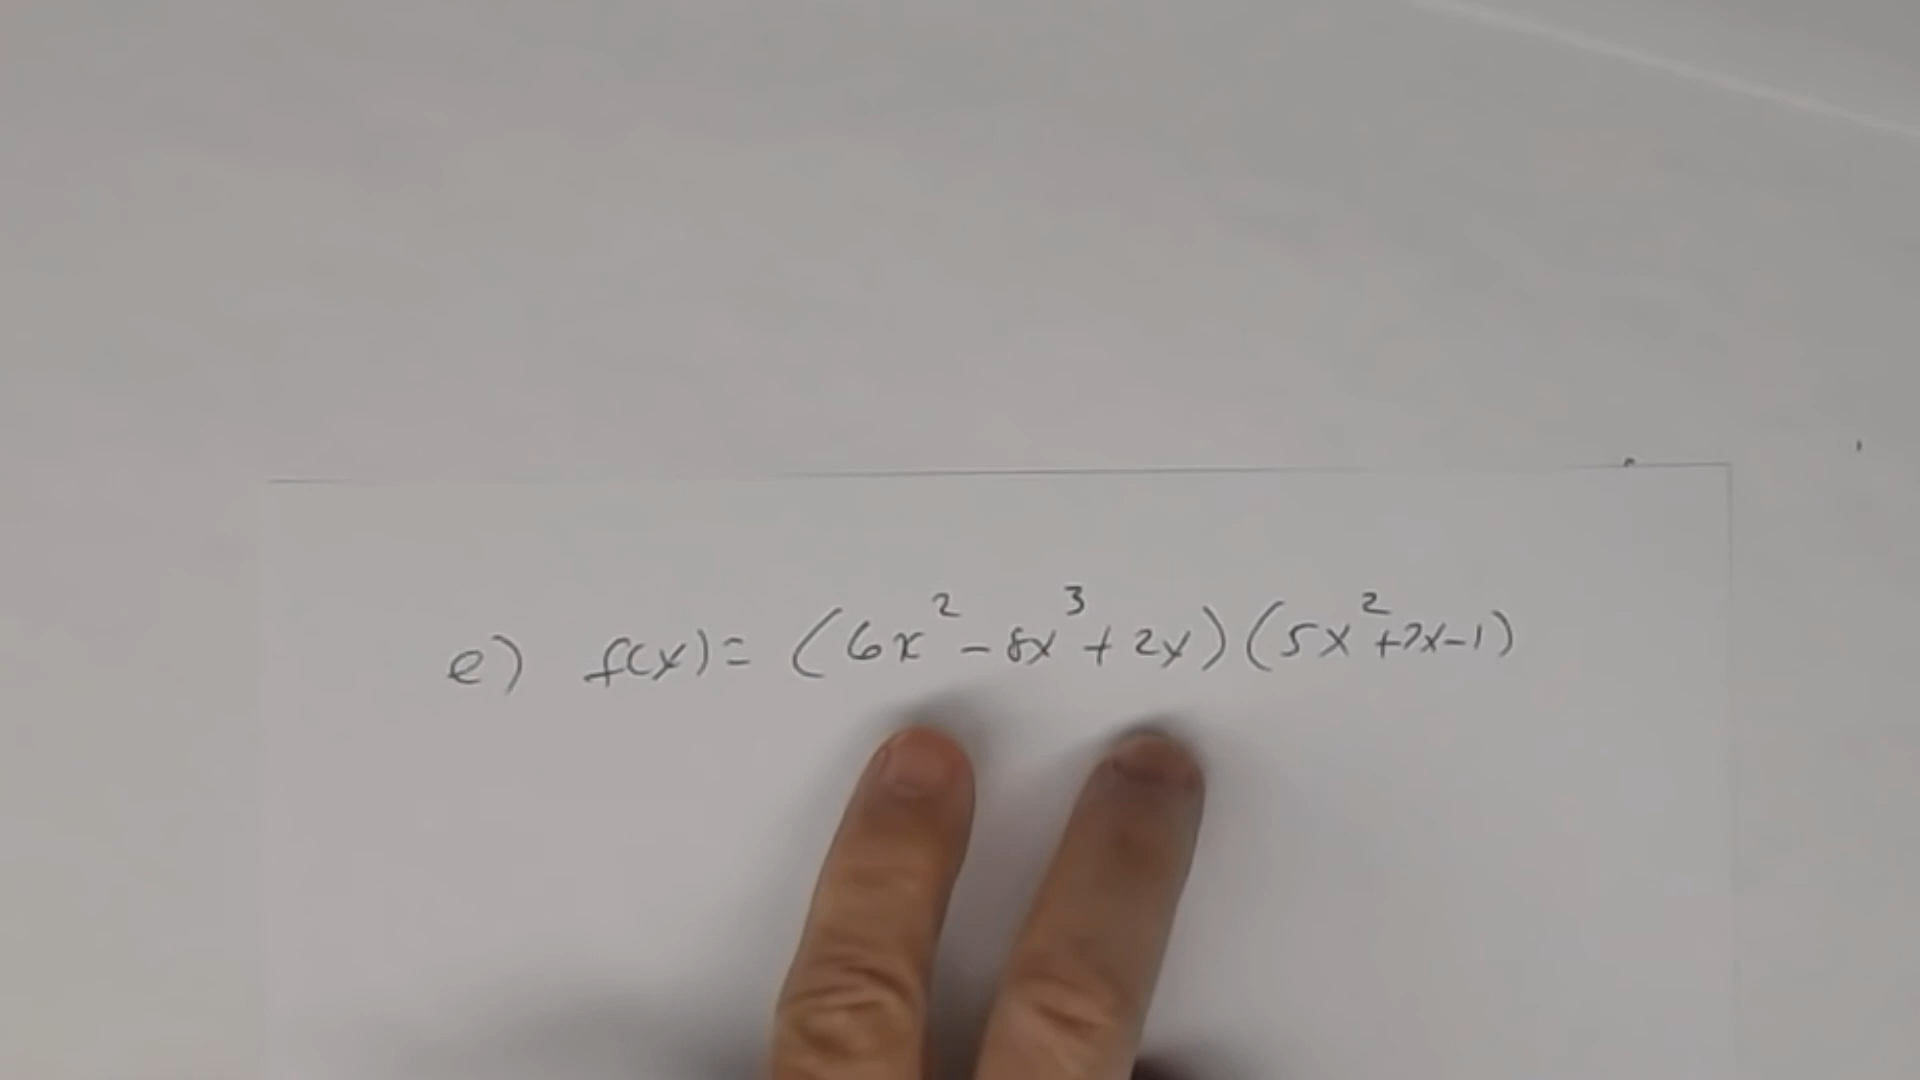 e) f(x)= (6x² - 8x³ + 2x)(5x²+7x-1)